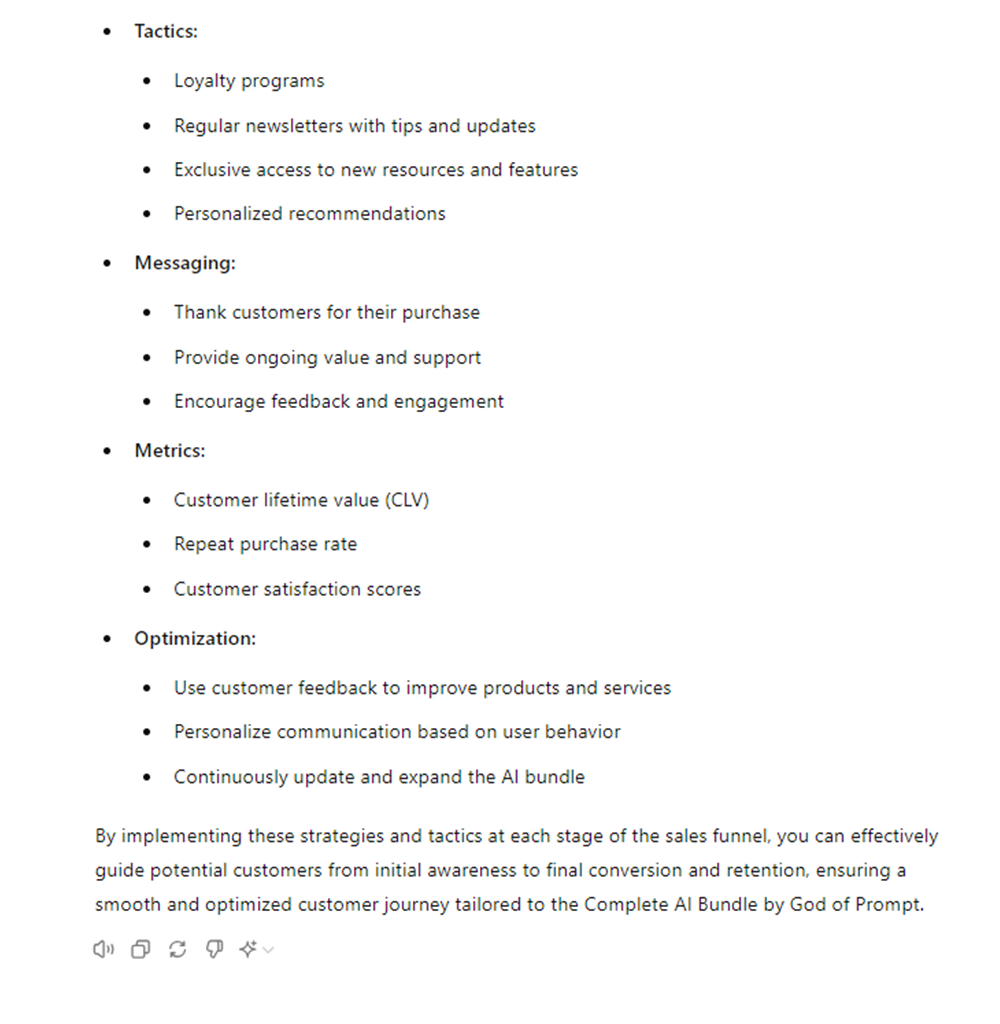 • Tactics:
• Loyalty programs
• Regular newsletters with tips and updates
• Exclusive access to new resources and features
• Personalized recommendations
• Messaging:
• Thank customers for their purchase
• Provide ongoing value and support
• Encourage feedback and engagement
• Metrics:
• Customer lifetime value (CLV)
• Repeat purchase rate
• Customer satisfaction scores
• Optimization:
• Use customer feedback to improve products and services
• Personalize communication based on user behavior
• Continuously update and expand the AI bundle
By implementing these strategies and tactics at each stage of the sales funnel, you can effectively
guide potential customers from initial awareness to final conversion and retention, ensuring a
smooth and optimized customer journey tailored to the Complete AI Bundle by God of Prompt.